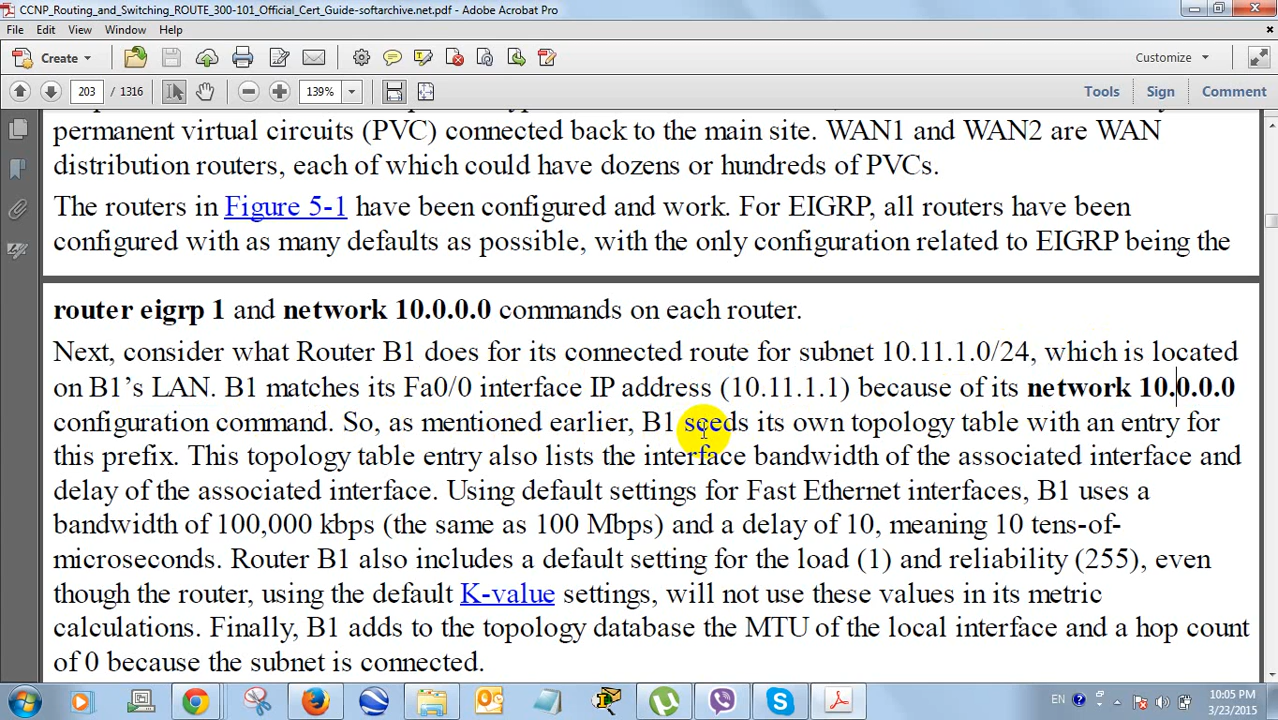 CCNP_Routing_and_Switching_ROUTE_300-101_Official_Cert_Guide-softarchive.net.pdf - Adobe Acrobat Pro
File Edit View Window Help
Create Customize
203 / 1316 139% Tools Sign Comment
permanent virtual circuits (PVC) connected back to the main site. WAN1 and WAN2 are WAN
distribution routers, each of which could have dozens or hundreds of PVCs.
The routers in Figure 5-1 have been configured and work. For EIGRP, all routers have been
configured with as many defaults as possible, with the only configuration related to EIGRP being the
router eigrp 1 and network 10.0.0.0 commands on each router.
Next, consider what Router B1 does for its connected route for subnet 10.11.1.0/24, which is located
on B1's LAN. B1 matches its Fa0/0 interface IP address (10.11.1.1) because of its network 10.0.0.0
configuration command. So, as mentioned earlier, B1 seeds its own topology table with an entry for
this prefix. This topology table entry also lists the interface bandwidth of the associated interface and
delay of the associated interface. Using default settings for Fast Ethernet interfaces, B1 uses a
bandwidth of 100,000 kbps (the same as 100 Mbps) and a delay of 10, meaning 10 tens-of-
microseconds. Router B1 also includes a default setting for the load (1) and reliability (255), even
though the router, using the default K-value settings, will not use these values in its metric
calculations. Finally, B1 adds to the topology database the MTU of the local interface and a hop count
of 0 because the subnet is connected.
EN 10:05 PM
3/23/2015